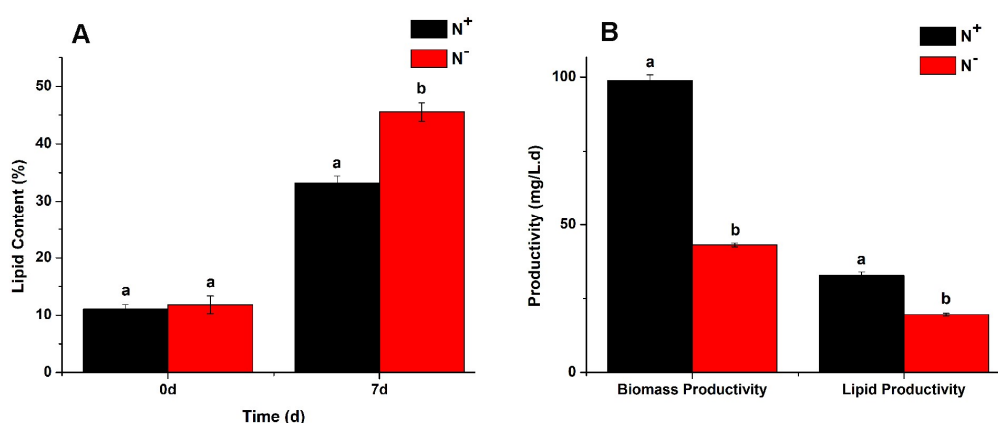 A
N+
N-
Lipid Content (%)
50
40
30
20
10
0
a
a
a
b
0d
7d
Time (d)
B
N+
N-
Productivity (mg/L.d)
100
50
0
a
b
a
b
Biomass Productivity
Lipid Productivity